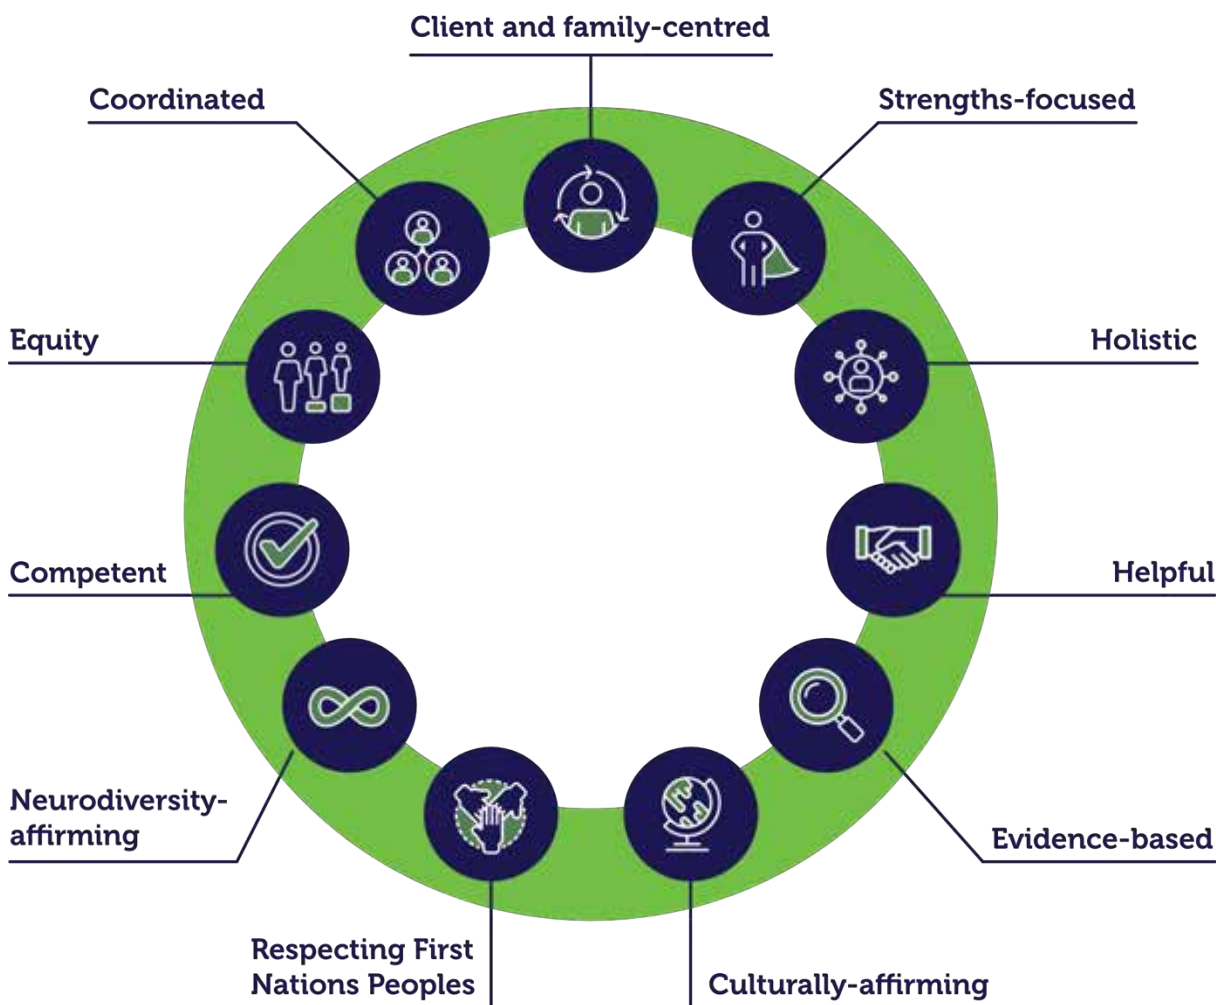 Client and family-centred
Coordinated
Strengths-focused
Equity
Holistic
Competent
Helpful
Neurodiversity-
affirming
Evidence-based
Respecting First
Nations Peoples
Culturally-affirming